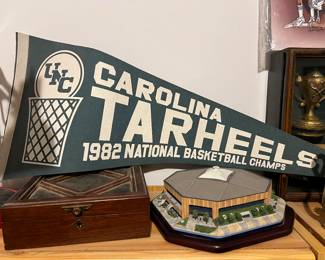 UNC
CAROLINA
TARHEELS
1982 NATIONAL BASKETBALL CHAMPS